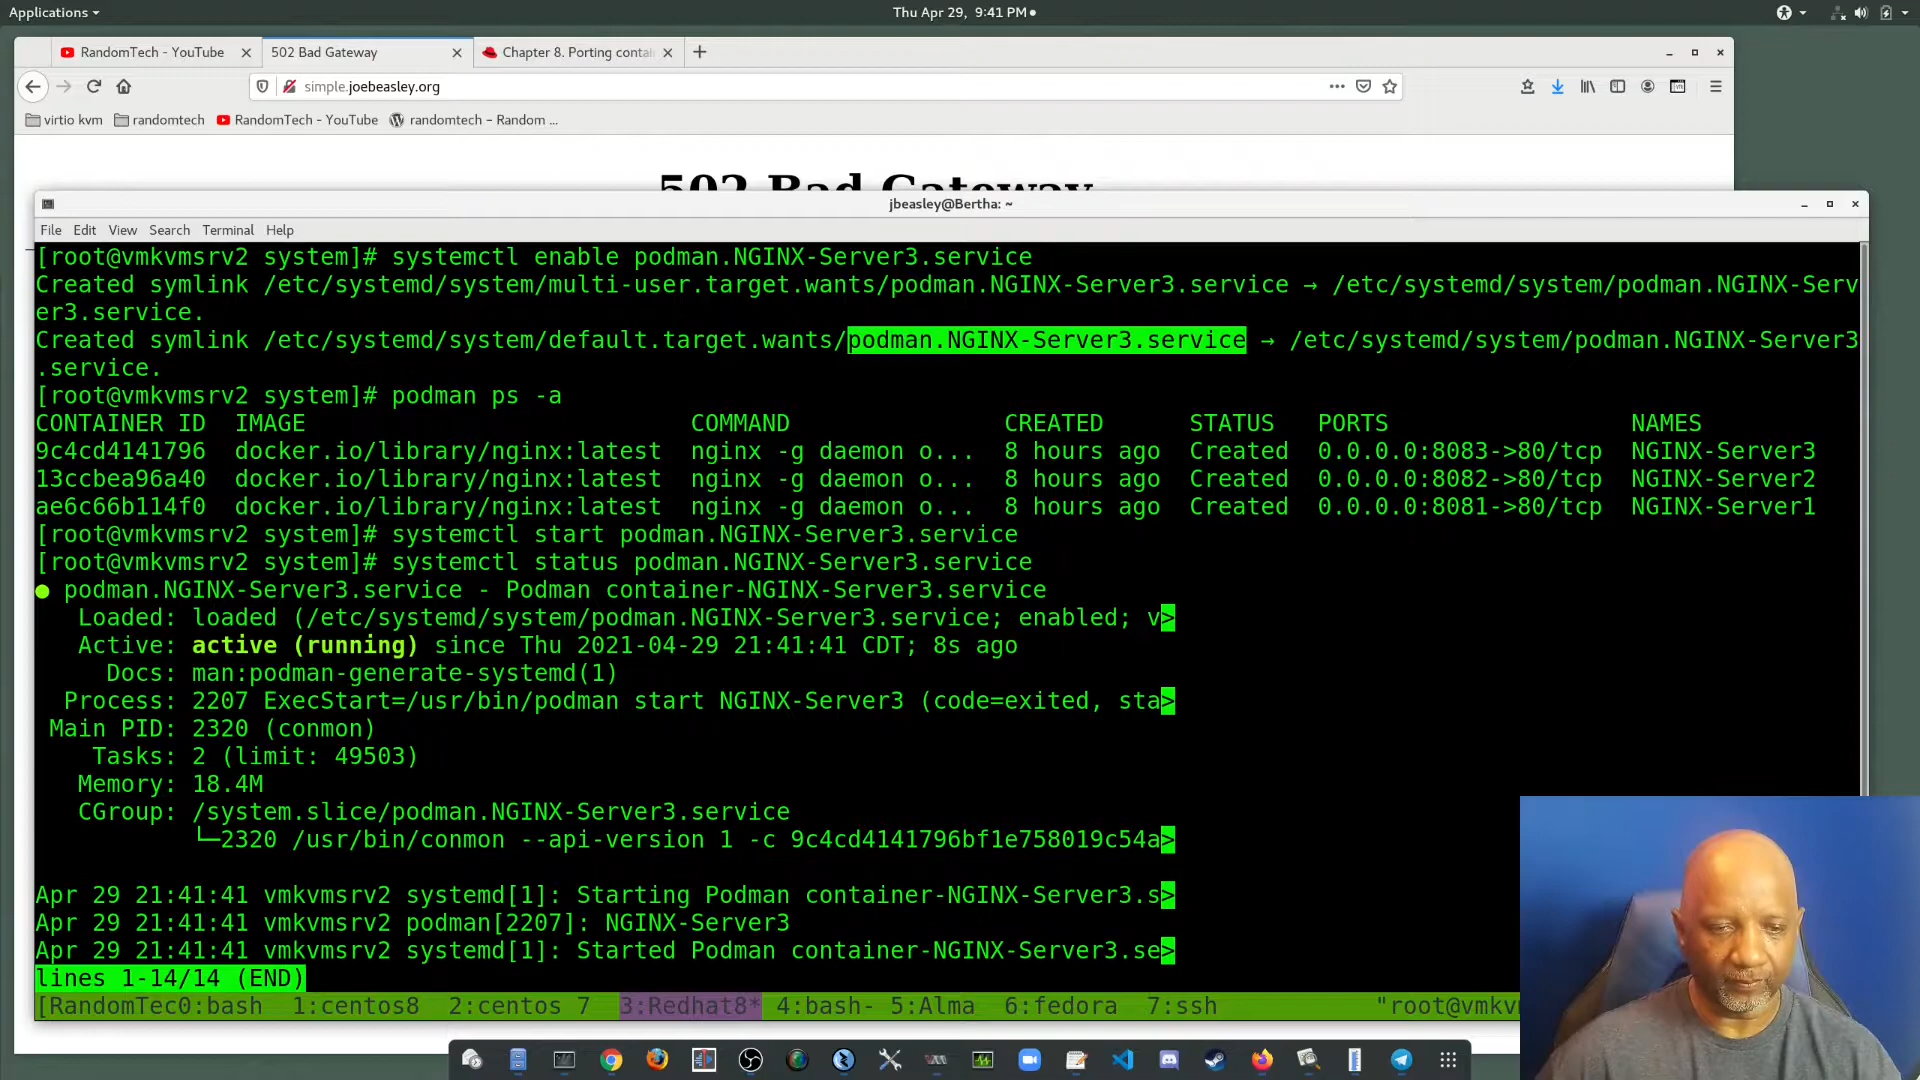 Applications
Thu Apr 29, 9:41 PM
RandomTech - YouTube
502 Bad Gateway
Chapter 8. Porting contai
simple.joebeasley.org
virtio kvm
randomtech
RandomTech - YouTube
randomtech – Random ...
502 Bad Gateway
jbeasley@Bertha: ~
File Edit View Search Terminal Help
[root@vmkvmsrv2 system]# systemctl enable podman.NGINX-Server3.service
Created symlink /etc/systemd/system/multi-user.target.wants/podman.NGINX-Server3.service → /etc/systemd/system/podman.NGINX-Serv
er3.service.
Created symlink /etc/systemd/system/default.target.wants/podman.NGINX-Server3.service → /etc/systemd/system/podman.NGINX-Server3
.service.
[root@vmkvmsrv2 system]# podman ps -a
CONTAINER ID  IMAGE                           COMMAND               CREATED      STATUS   PORTS                 NAMES
9c4cd4141796  docker.io/library/nginx:latest  nginx -g daemon o...  8 hours ago  Created  0.0.0.0:8083->80/tcp  NGINX-Server3
13ccbea96a40  docker.io/library/nginx:latest  nginx -g daemon o...  8 hours ago  Created  0.0.0.0:8082->80/tcp  NGINX-Server2
ae6c66b114f0  docker.io/library/nginx:latest  nginx -g daemon o...  8 hours ago  Created  0.0.0.0:8081->80/tcp  NGINX-Server1
[root@vmkvmsrv2 system]# systemctl start podman.NGINX-Server3.service
[root@vmkvmsrv2 system]# systemctl status podman.NGINX-Server3.service
● podman.NGINX-Server3.service - Podman container-NGINX-Server3.service
Loaded: loaded (/etc/systemd/system/podman.NGINX-Server3.service; enabled; v>
Active: active (running) since Thu 2021-04-29 21:41:41 CDT; 8s ago
Docs: man:podman-generate-systemd(1)
Process: 2207 ExecStart=/usr/bin/podman start NGINX-Server3 (code=exited, sta>
Main PID: 2320 (conmon)
Tasks: 2 (limit: 49503)
Memory: 18.4M
CGroup: /system.slice/podman.NGINX-Server3.service
└─2320 /usr/bin/conmon --api-version 1 -c 9c4cd4141796bf1e758019c54a>
Apr 29 21:41:41 vmkvmsrv2 systemd[1]: Starting Podman container-NGINX-Server3.s>
Apr 29 21:41:41 vmkvmsrv2 podman[2207]: NGINX-Server3
Apr 29 21:41:41 vmkvmsrv2 systemd[1]: Started Podman container-NGINX-Server3.se>
lines 1-14/14 (END)
[RandomTec0:bash  1:centos8  2:centos 7  3:Redhat8* 4:bash- 5:Alma  6:fedora  7:ssh  "root@vmkv